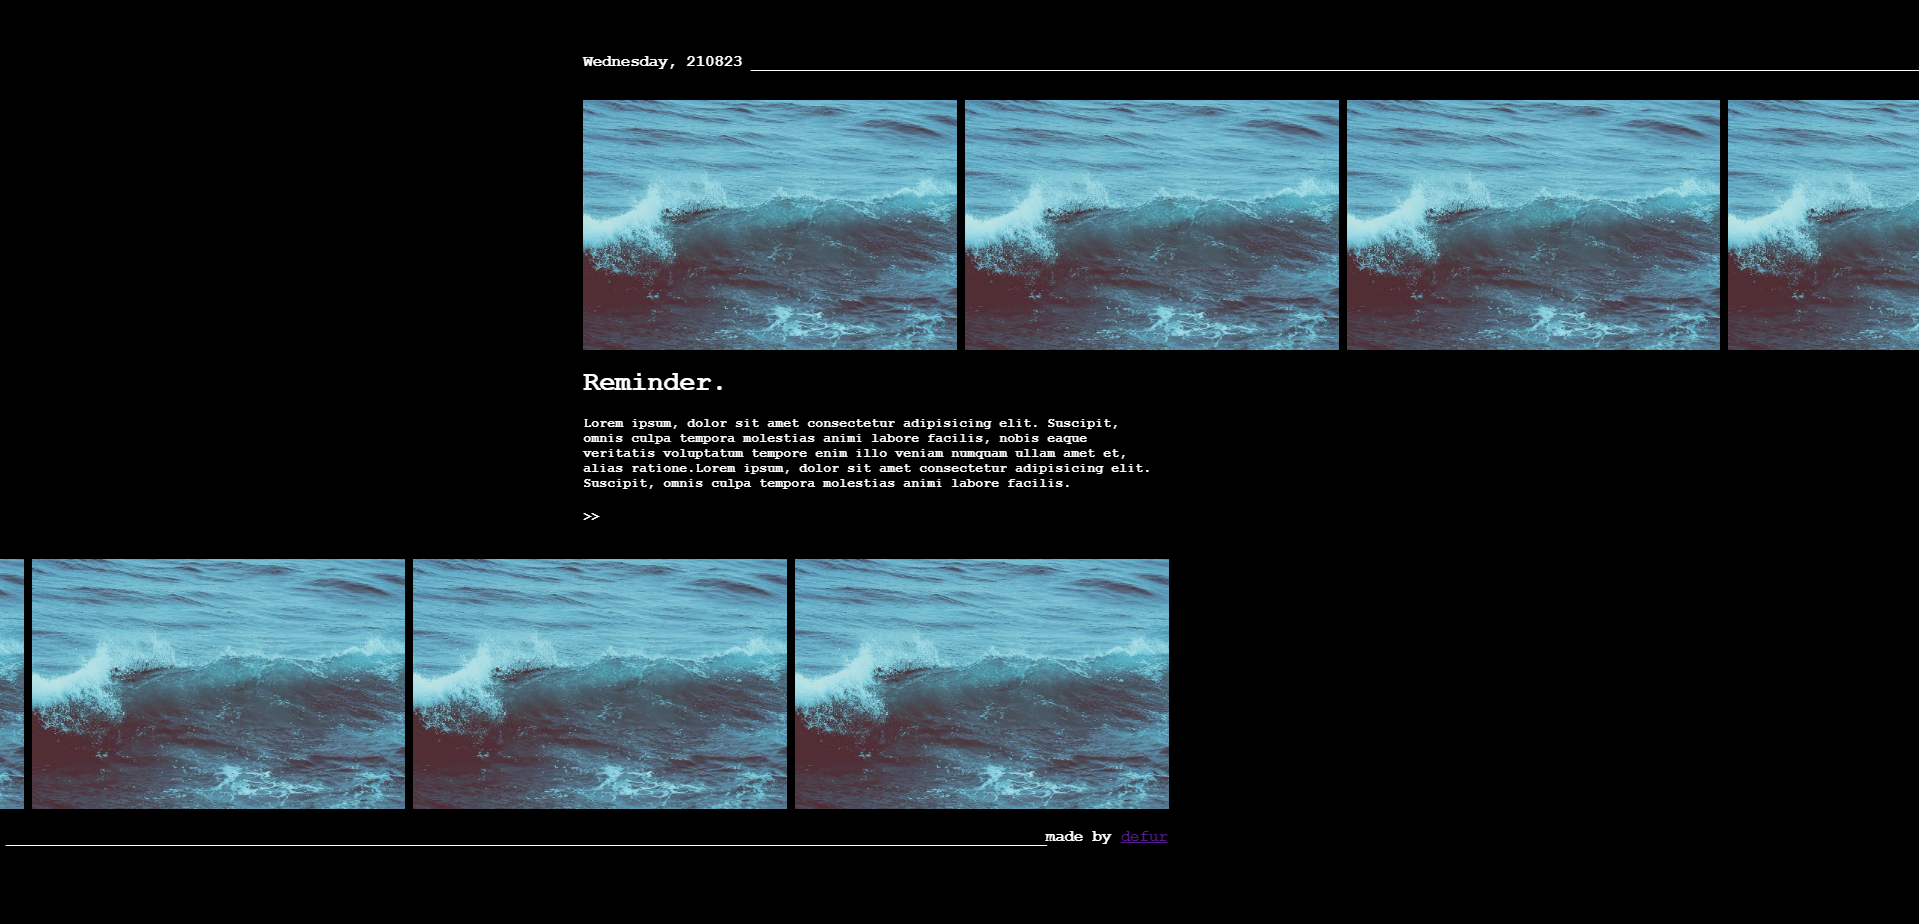 Wednesday, 210823
Reminder.
Lorem ipsum, dolor sit amet consectetur adipisicing elit. Suscipit,
omnis culpa tempora molestias animi labore facilis, nobis eaque
veritatis voluptatum tempore enim illo veniam numquam ullam amet et,
alias ratione.Lorem ipsum, dolor sit amet consectetur adipisicing elit.
Suscipit, omnis culpa tempora molestias animi labore facilis.
>>
made by defur